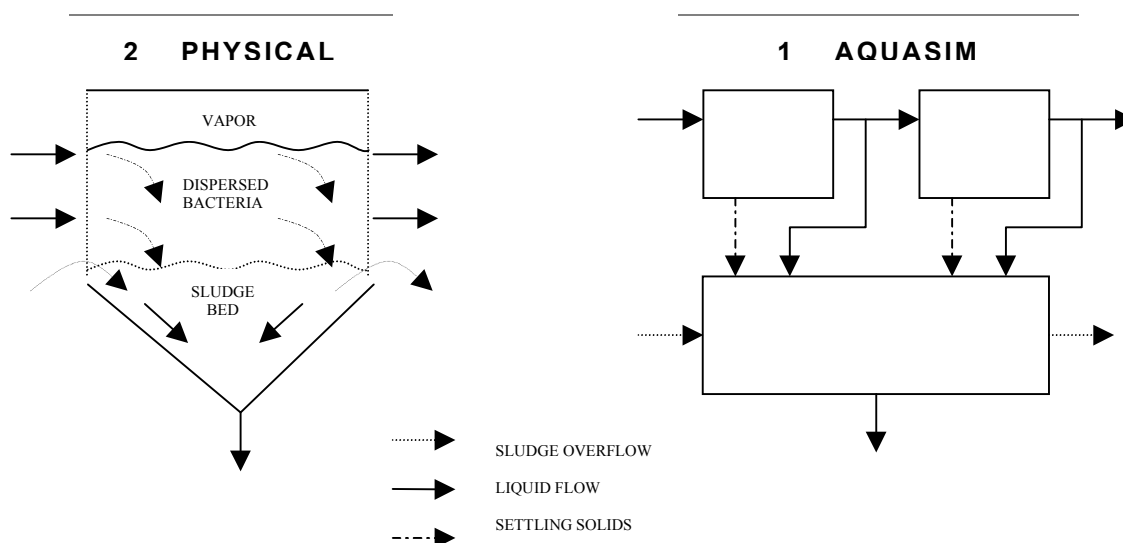 2 PHYSICAL
1 AQUASIM
VAPOR
DISPERSED
BACTERIA
SLUDGE
BED
SLUDGE OVERFLOW
LIQUID FLOW
SETTLING SOLIDS